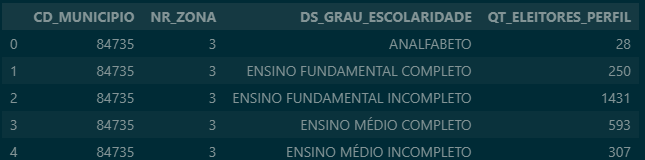 CD_MUNICIPIO NR_ZONA DS_GRAU_ESCOLARIDADE QT_ELEITORES_PERFIL
0 84735 3 ANALFABETO 28
1 84735 3 ENSINO FUNDAMENTAL COMPLETO 250
2 84735 3 ENSINO FUNDAMENTAL INCOMPLETO 1431
3 84735 3 ENSINO MÉDIO COMPLETO 593
4 84735 3 ENSINO MÉDIO INCOMPLETO 307